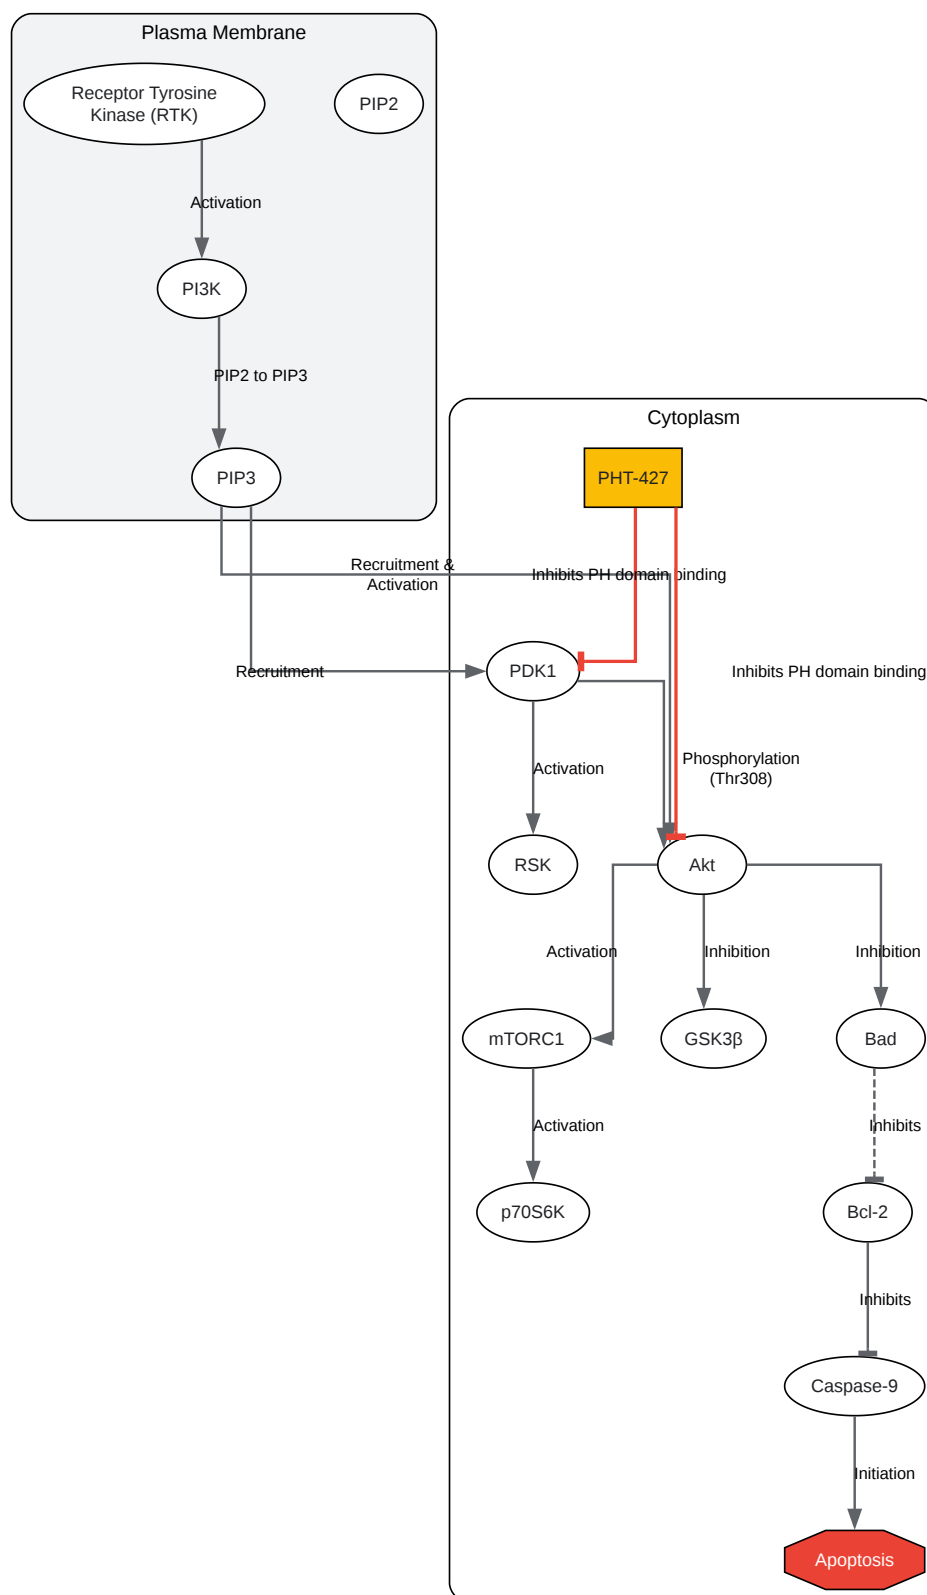 Plasma Membrane
Receptor Tyrosine
Kinase (RTK)
PIP2
Activation
PI3K
PIP2 to PIP3
PIP3
Cytoplasm
PHT-427
Recruitment &
Activation
Inhibits PH domain binding
Recruitment
PDK1
Inhibits PH domain binding
Activation
Phosphorylation
(Thr308)
RSK
Akt
Activation
Inhibition
Inhibition
mTORC1
GSK3β
Bad
Activation
Inhibits
p70S6K
Bcl-2
Inhibits
Caspase-9
Initiation
Apoptosis